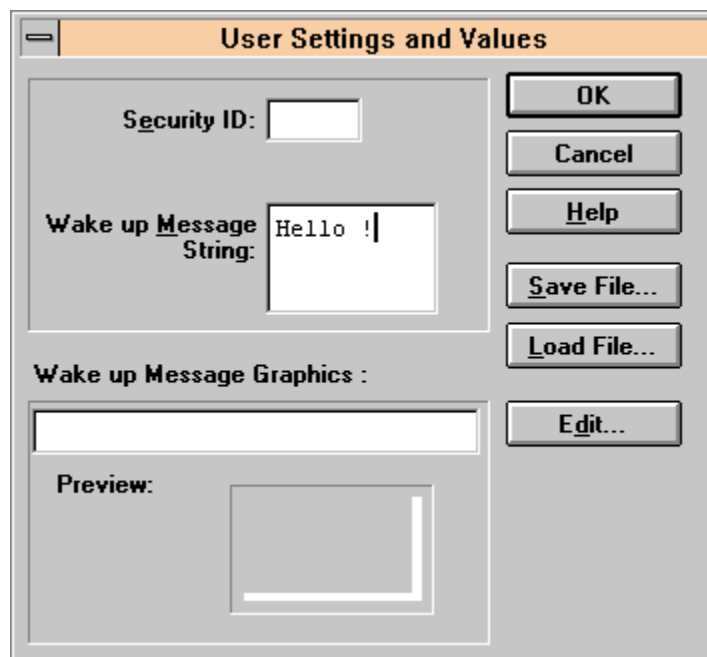 User Settings and Values
Security ID:
OK
Cancel
Wake up Message
String:
Hello !
Help
Save File...
Load File...
Wake up Message Graphics :
Edit...
Preview: